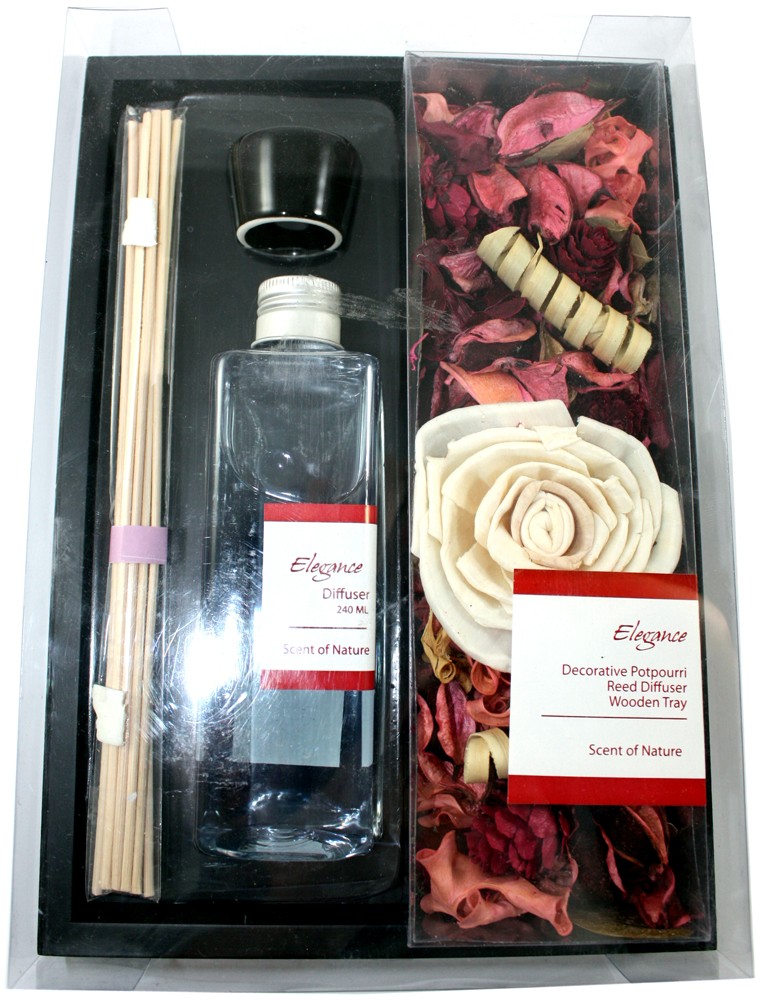 Elegance
Diffuser
240 ML
Scent of Nature
Elegance
Decorative Potpourri
Reed Diffuser
Wooden Tray
Scent of Nature